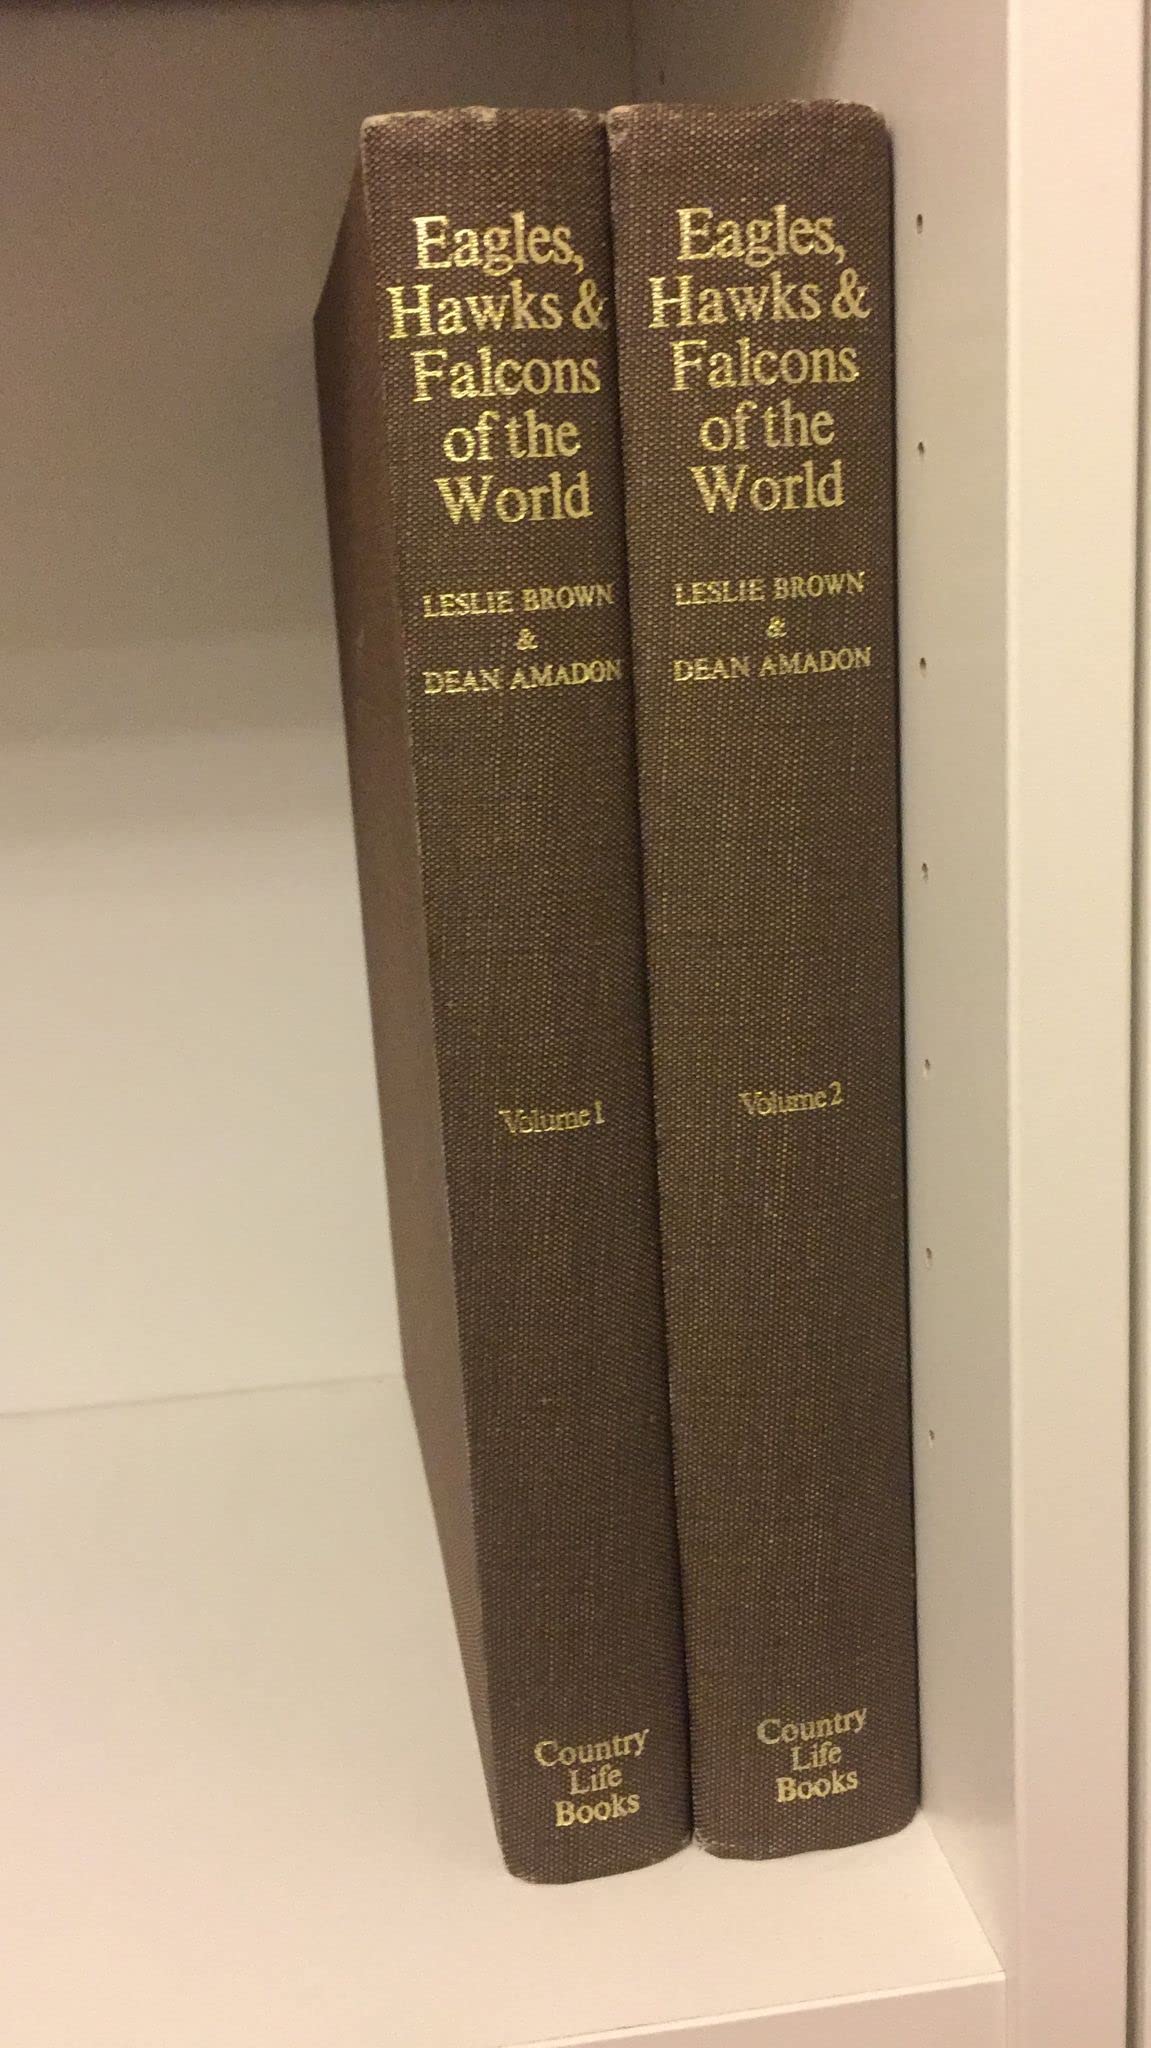 Eagles,
Hawks &
Falcons
of the
World
LESLIE BROWN
&
DEAN AMADON
Volume 1
Country
Life
Books
Eagles,
Hawks &
Falcons
of the
World
LESLIE BROWN
&
DEAN AMADON
Volume 2
Country
Life
Books